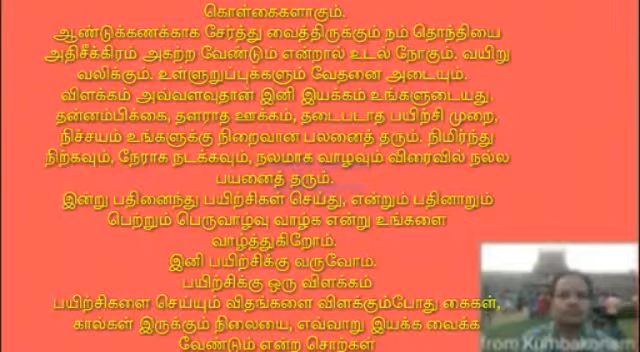 கொள்கைகளாகும்.
ஆண்டுக்கணக்காக சேர்த்து வைத்திருக்கும் நம் தொந்தியை
அதிசீக்கிரம் அகற்ற வேண்டும் என்றால் உடல் நோகும். வயிறு
வலிக்கும். உள்ளுறுப்புக்களும் வேதனை அடையும்.
விளக்கம் அவ்வளவுதான் இனி இயக்கம் உங்களுடையது.
தன்னம்பிக்கை, தளராத ஊக்கம், தடைபடாத பயிற்சி முறை,
நிச்சயம் உங்களுக்கு நிறைவான பலனைத் தரும். நிமிர்ந்து
நிற்கவும், நேராக நடக்கவும், நலமாக வாழவும் விரைவில் நல்ல
பயனைத் தரும்.
இன்று பதினைந்து பயிற்சிகள் செய்து, என்றும் பதினாறும்
பெற்றும் பெருவாழ்வு வாழ்க என்று உங்களை
வாழ்த்துகிறோம்.
இனி பயிற்சிக்கு வருவோம்.
பயிற்சிக்கு ஒரு விளக்கம்
பயிற்சிகளை செய்யும் விதங்களை விளக்கும்போது கைகள்,
கால்கள் இருக்கும் நிலையை, எவ்வாறு இயக்க வைக்க
வேண்டும் என்ற சொற்கள்
from Kumbakonam